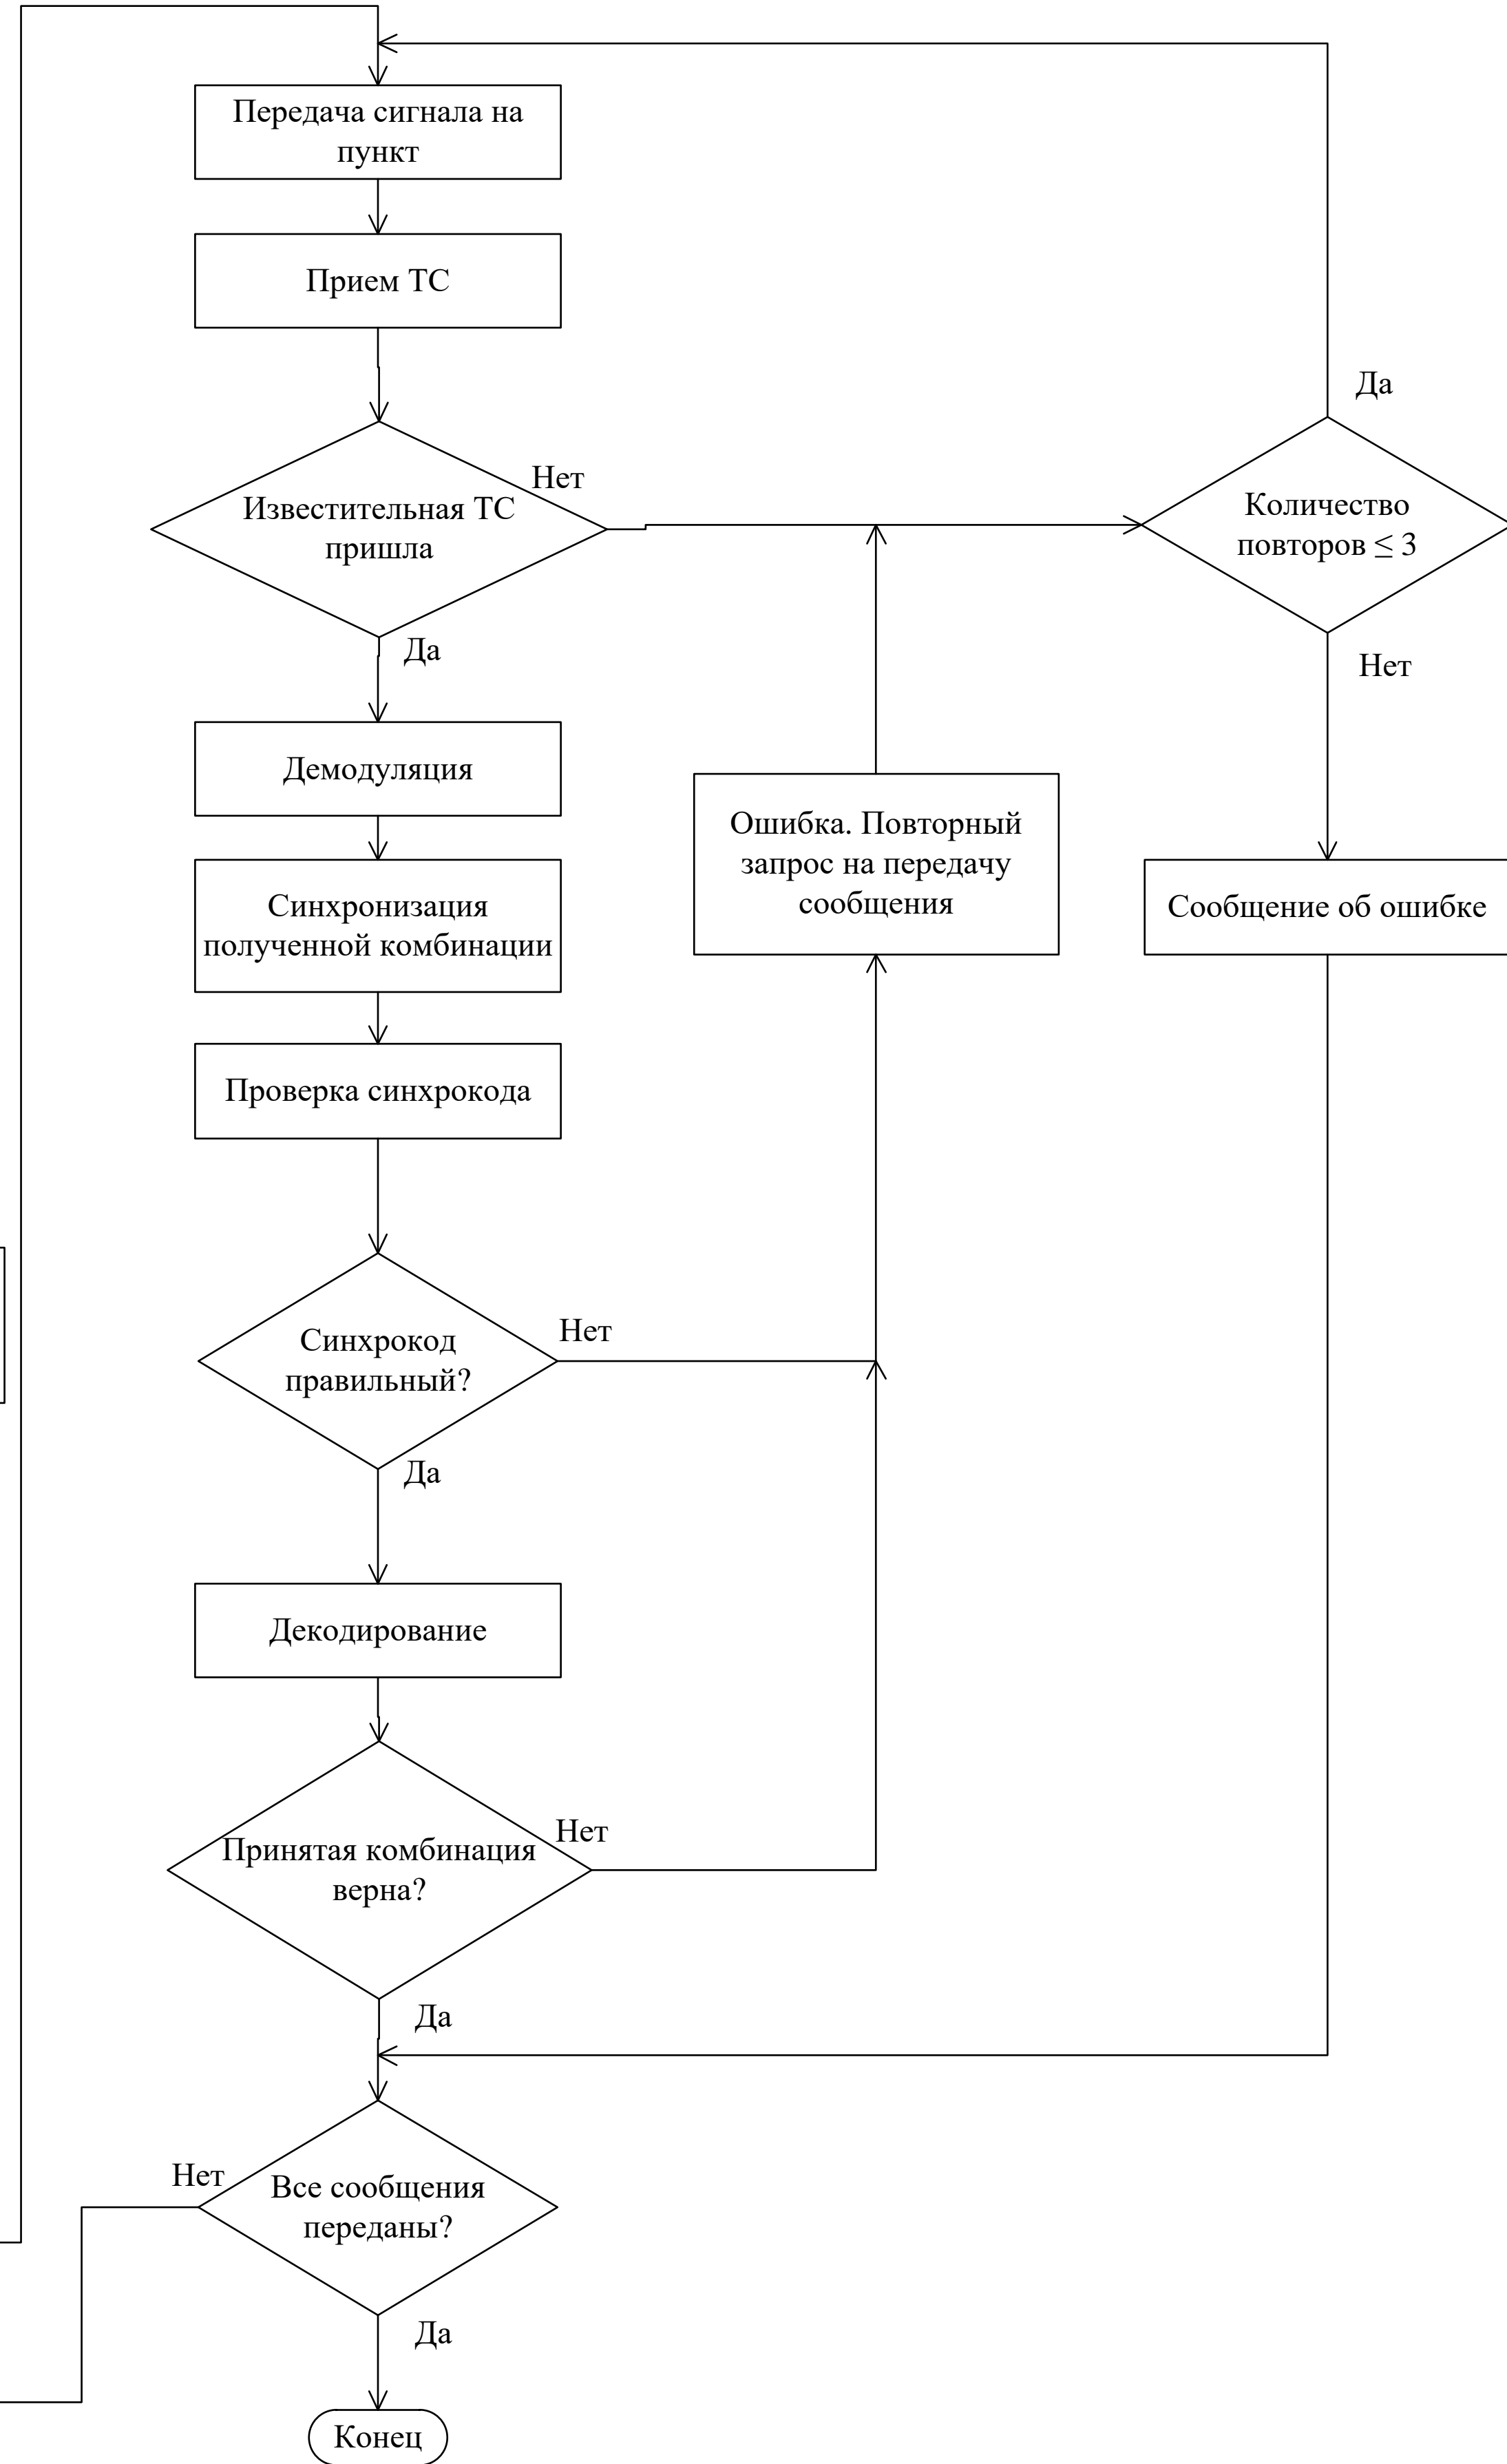 Передача сигнала на
пункт
Прием ТС
Да
Нет
Известительная ТС
пришла
Количество
повторов ≤ 3
Да
Нет
Демодуляция
Ошибка. Повторный
запрос на передачу
сообщения
Синхронизация
полученной комбинации
Сообщение об ошибке
Проверка синхрокода
Нет
Синхрокод
правильный?
Да
Декодирование
Нет
Принятая комбинация
верна?
Да
Нет
Все сообщения
переданы?
Да
Конец